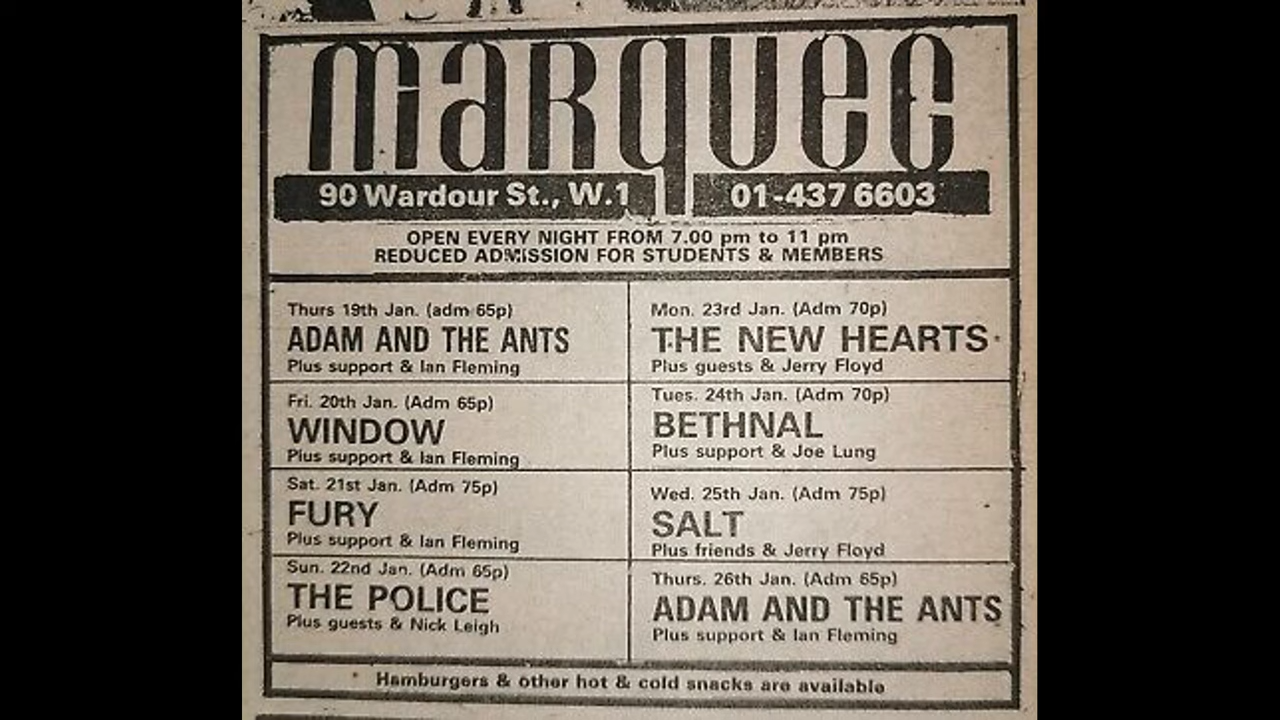 marquee
90 Wardour St., W.1 01-437 6603
OPEN EVERY NIGHT FROM 7.00 pm to 11 pm
REDUCED ADMISSION FOR STUDENTS & MEMBERS
Thurs 19th Jan. (adm 65p)
ADAM AND THE ANTS
Plus support & Ian Fleming
Fri. 20th Jan. (Adm 65p)
WINDOW
Plus support & Ian Fleming
Sat. 21st Jan. (Adm 75p)
FURY
Plus support & Ian Fleming
Sun. 22nd Jan. (Adm 65p)
THE POLICE
Plus guests & Nick Leigh
Mon. 23rd Jan. (Adm 70p)
THE NEW HEARTS
Plus guests & Jerry Floyd
Tues. 24th Jan. (Adm 70p)
BETHNAL
Plus support & Joe Lung
Wed. 25th Jan. (Adm 75p)
SALT
Plus friends & Jerry Floyd
Thurs. 26th Jan. (Adm 65p)
ADAM AND THE ANTS
Plus support & Ian Fleming
Hamburgers & other hot & cold snacks are available